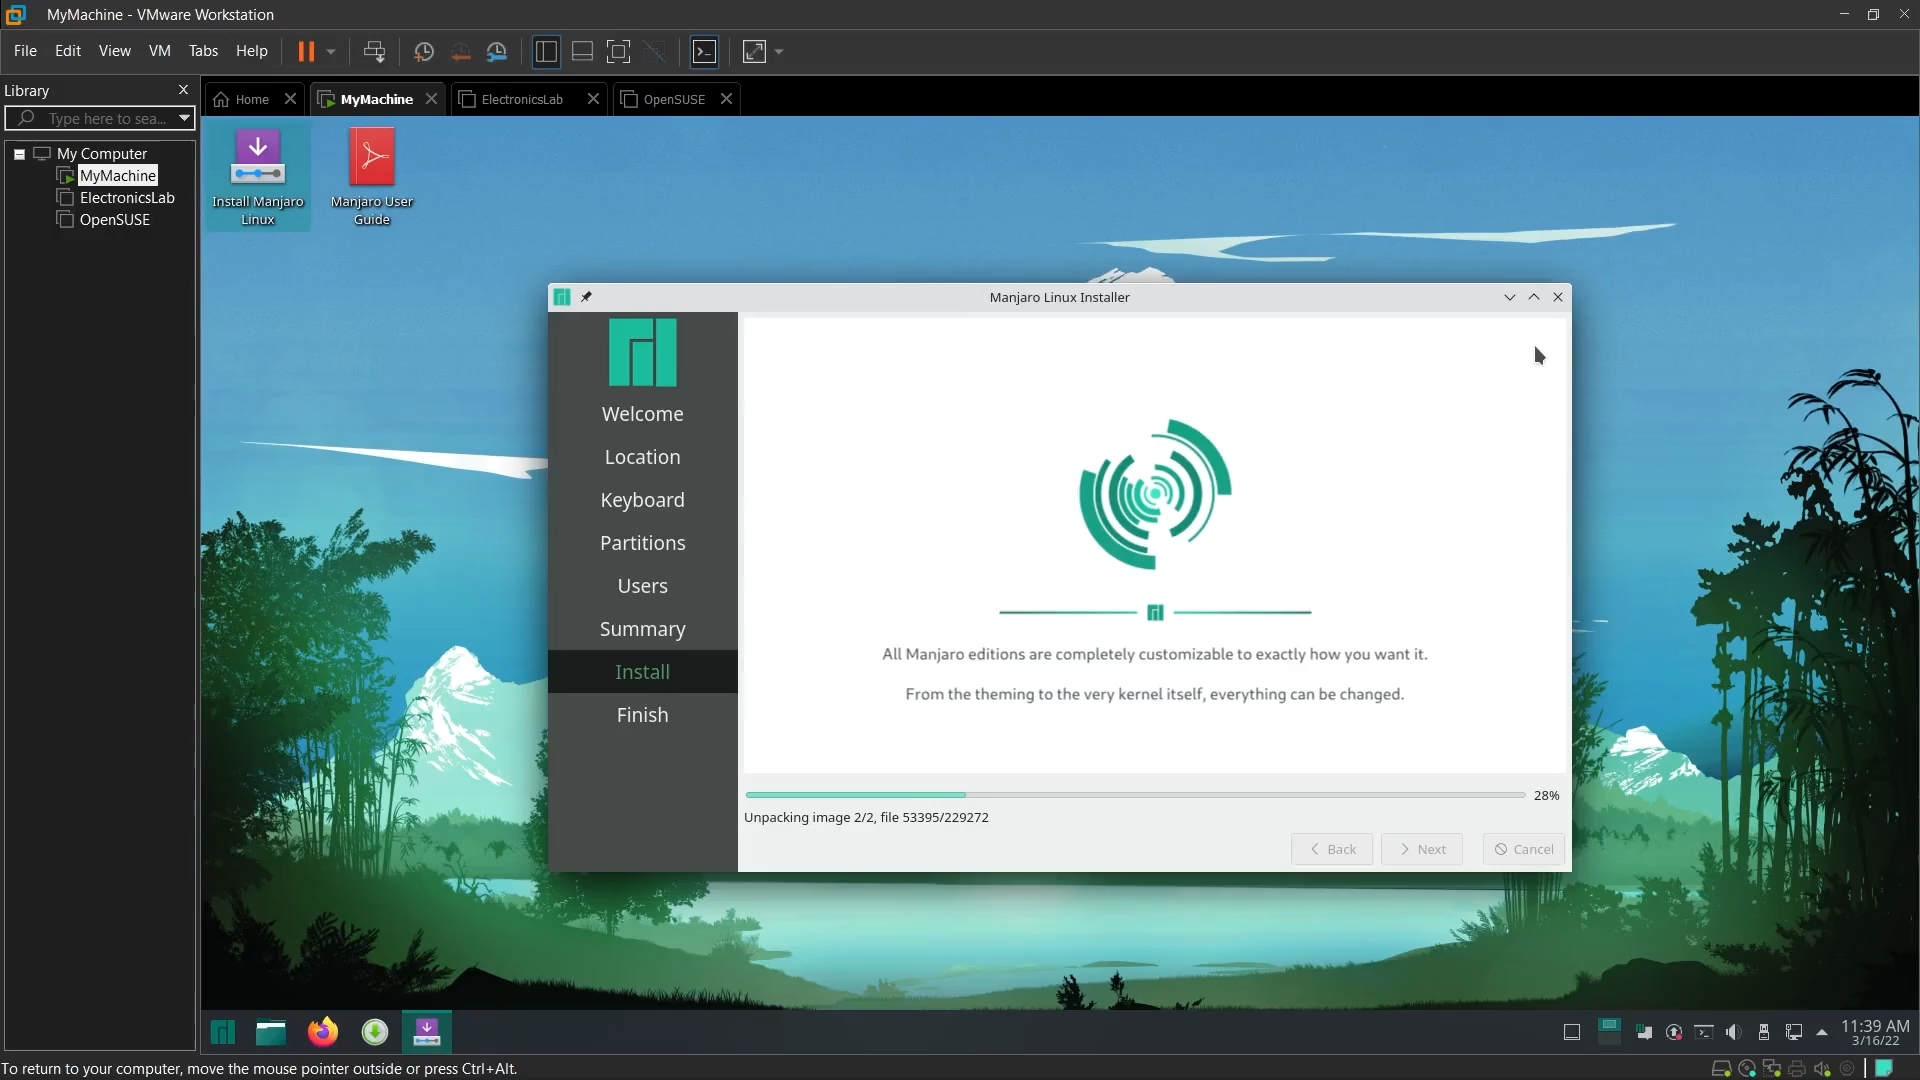 MyMachine - VMware Workstation
File Edit View VM Tabs Help
Library
Type here to sea...
Home
MyMachine
ElectronicsLab
OpenSUSE
My Computer
MyMachine
ElectronicsLab
OpenSUSE
Install Manjaro
Linux
Manjaro User
Guide
Manjaro Linux Installer
Welcome
Location
Keyboard
Partitions
Users
Summary
Install
Finish
All Manjaro editions are completely customizable to exactly how you want it.
From the theming to the very kernel itself, everything can be changed.
28%
Unpacking image 2/2, file 53395/229272
Back
Next
Cancel
11:39 AM
3/16/22
To return to your computer, move the mouse pointer outside or press Ctrl+Alt.